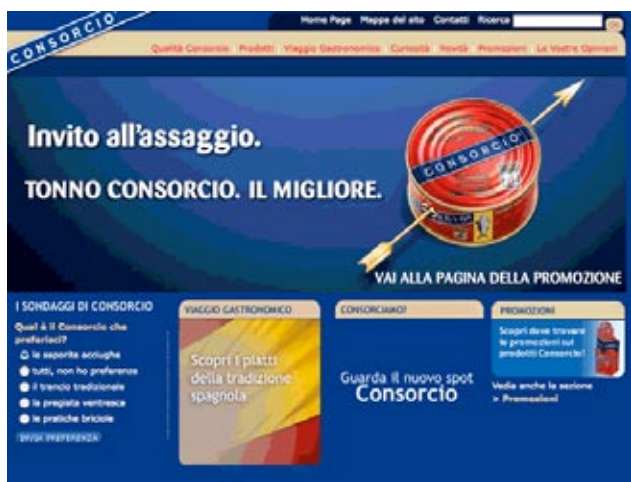 Home Page Mappa del sito Contatti Ricerca
CONSORCIO
Qualità Consorcio Prodotti Viaggio Gastronomico Curiosità Novità Promozioni Le Vostre Opinioni
Invito all'assaggio.
CONSORCIO
TONNO CONSORCIO. IL MIGLIORE.
VAI ALLA PAGINA DELLA PROMOZIONE
I SONDAGGI DI CONSORCIO
Qual è il Consorcio che
preferisci?
le saporite acciughe
tutti, non ho preferenze
il trancio tradizionale
la pregiata ventresca
le pratiche briciole
INVIA PREFERENZA
VIAGGIO GASTRONOMICO
Scopri i piatti
della tradizione
spagnola
CONSORCIAMO?
Guarda il nuovo spot
Consorcio
PROMOZIONI
Scopri dove trovare
le promozioni sui
prodotti Consorcio!
Vedia anche la sezione
> Promozioni